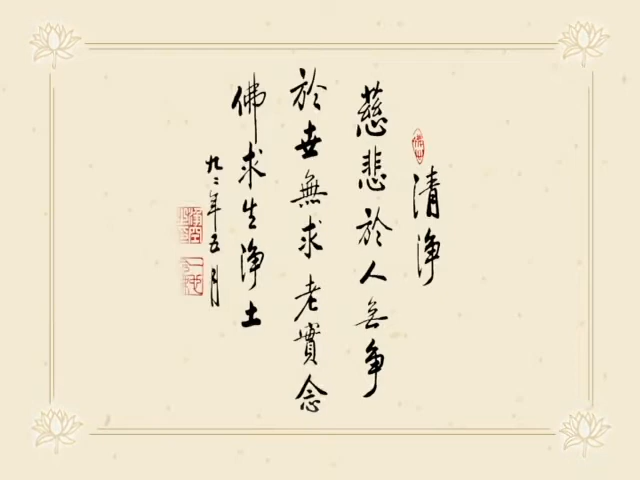 清淨
慈悲於人無爭
於世無求老實念
佛求生淨土
九二年五月